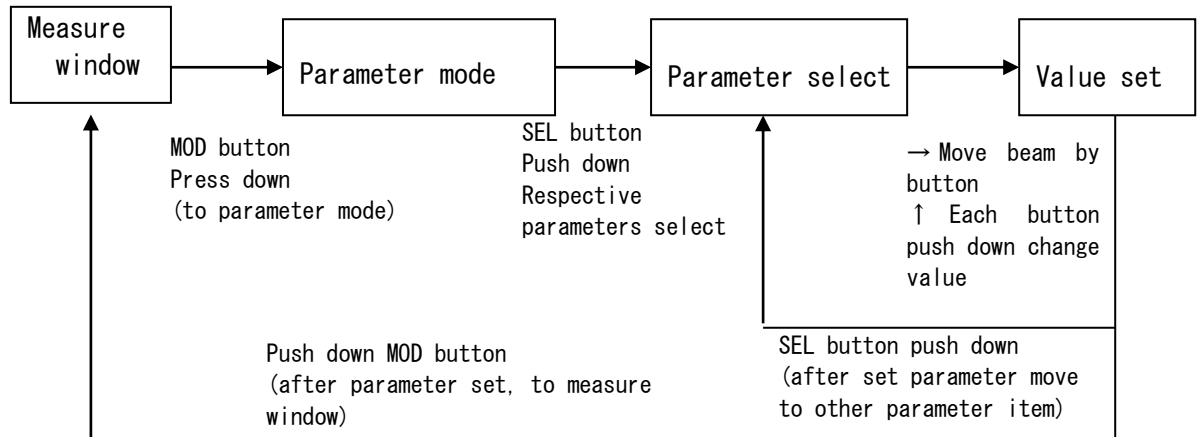 Measure
window
Parameter mode
Parameter select
Value set
MOD button
Press down
(to parameter mode)
SEL button
Push down
Respective
parameters select
→ Move beam by
button
↑ Each button
push down change
value
Push down MOD button
(after parameter set, to measure
window)
SEL button push down
(after set parameter move
to other parameter item)